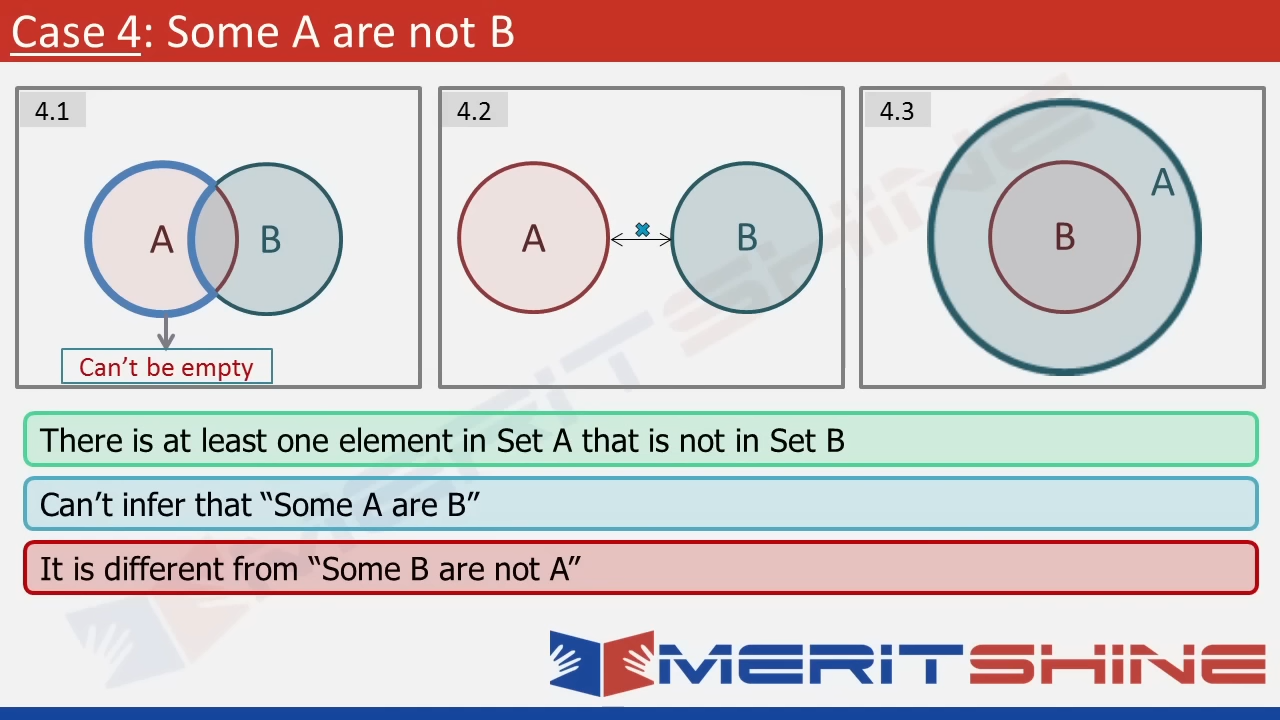 Case 4: Some A are not B
4.1
4.2
4.3
A
B
A
B
A
B
Can't be empty
There is at least one element in Set A that is not in Set B
Can't infer that “Some A are B”
It is different from “Some B are not A”
MERITSHINE
MERiTSHiNE